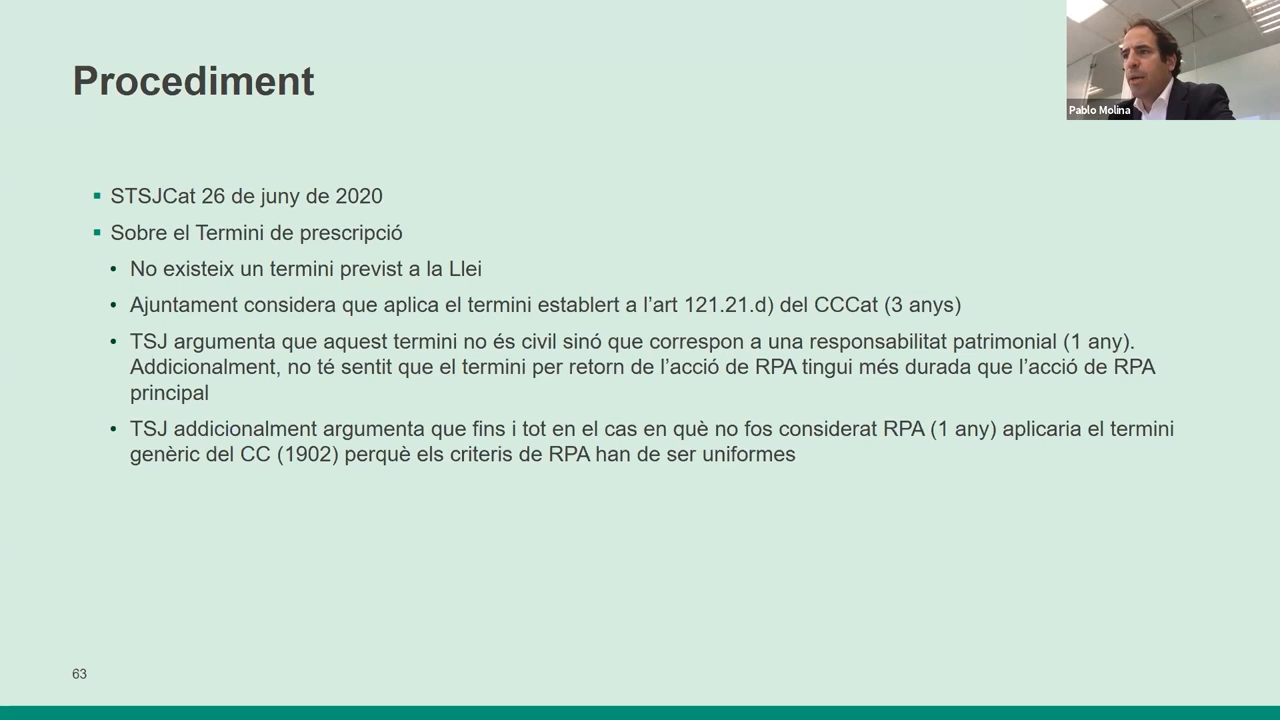 Procediment
Pablo Molina
STSJCat 26 de juny de 2020
Sobre el Termini de prescripció
No existeix un termini previst a la Llei
Ajuntament considera que aplica el termini establert a l’art 121.21.d) del CCCat (3 anys)
TSJ argumenta que aquest termini no és civil sinó que correspon a una responsabilitat patrimonial (1 any).
Addicionalment, no té sentit que el termini per retorn de l’acció de RPA tingui més durada que l’acció de RPA
principal
TSJ addicionalment argumenta que fins i tot en el cas en què no fos considerat RPA (1 any) aplicaria el termini
genèric del CC (1902) perquè els criteris de RPA han de ser uniformes
63